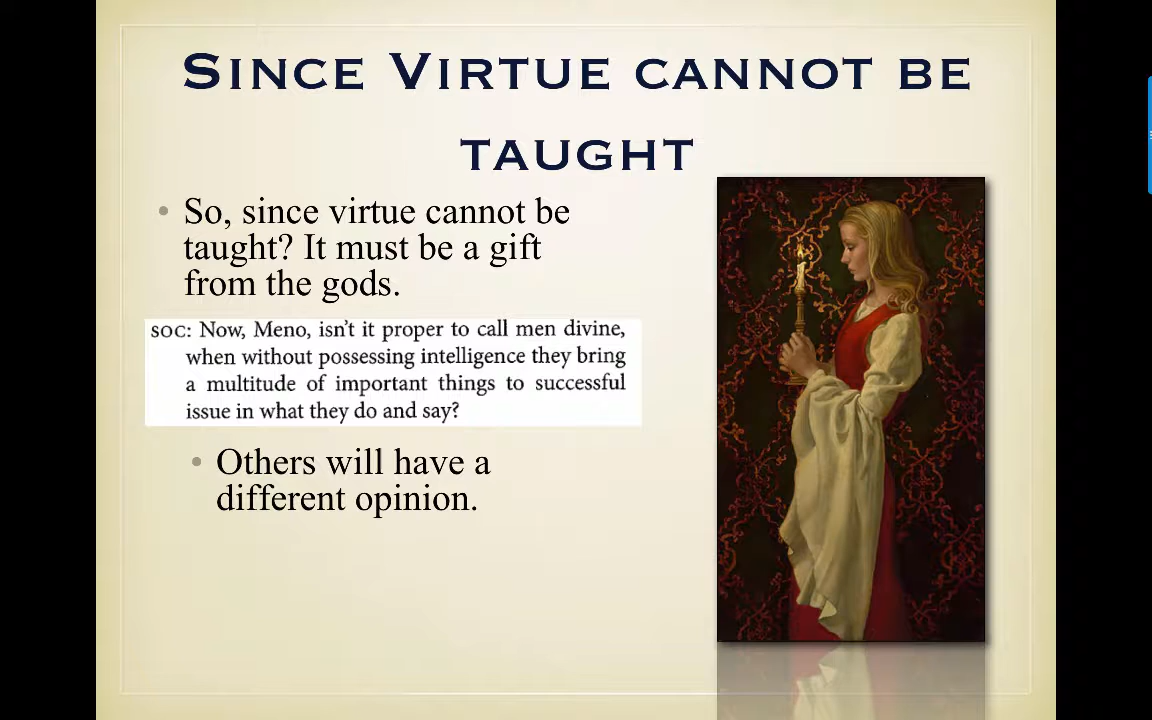 Since Virtue cannot be
taught
• So, since virtue cannot be
taught? It must be a gift
from the gods.
SOC: Now, Meno, isn't it proper to call men divine,
when without possessing intelligence they bring
a multitude of important things to successful
issue in what they do and say?
• Others will have a
different opinion.